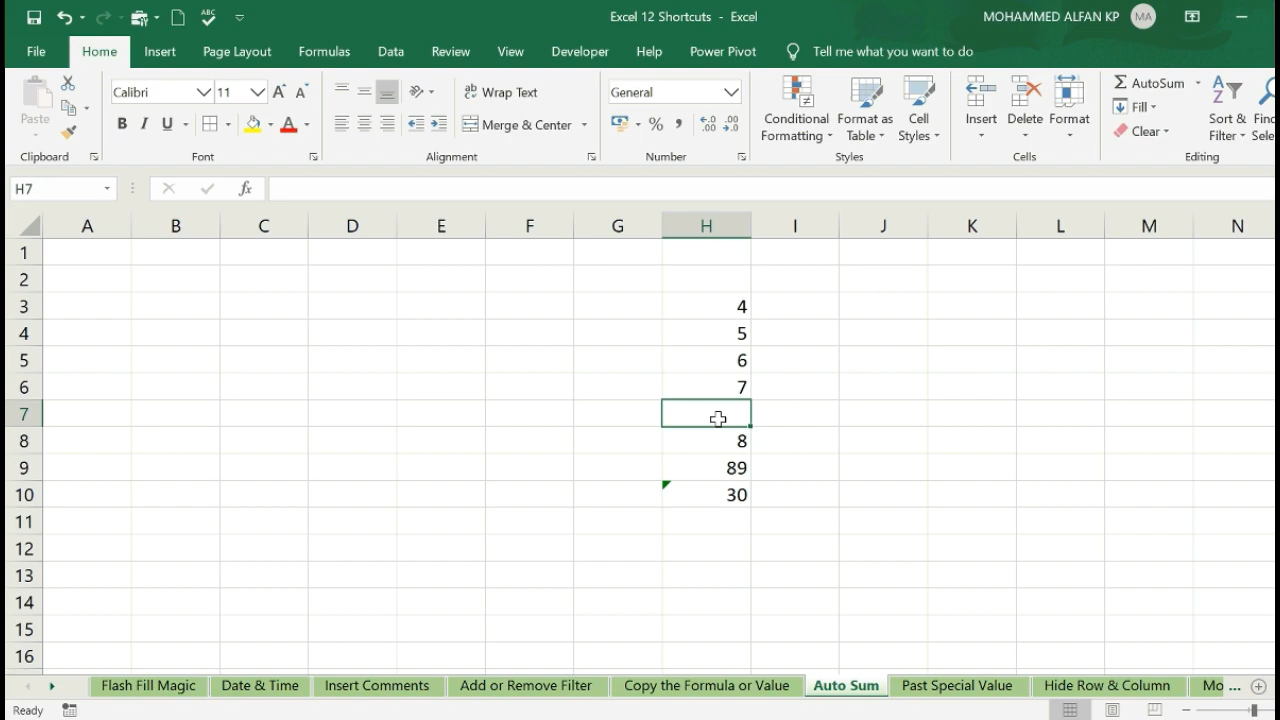 Excel 12 Shortcuts - Excel
MOHAMMED ALFAN KP
MA
File Home Insert Page Layout Formulas Data Review View Developer Help Power Pivot Tell me what you want to do
Paste
Clipboard
Calibri 11
B I U
Font
Wrap Text
Merge & Center
Alignment
General
Number
Conditional Formatting
Format as Table
Cell Styles
Styles
Insert Delete Format
Cells
AutoSum
Fill
Clear
Sort & Filter
Editing
H7
fx
A B C D E F G H I J K L M N
1
2
3 4
4 5
5 6
6 7
7
8 8
9 89
10 30
11
12
13
14
15
16
Flash Fill Magic Date & Time Insert Comments Add or Remove Filter Copy the Formula or Value Auto Sum Past Special Value Hide Row & Column Mo ...
Ready